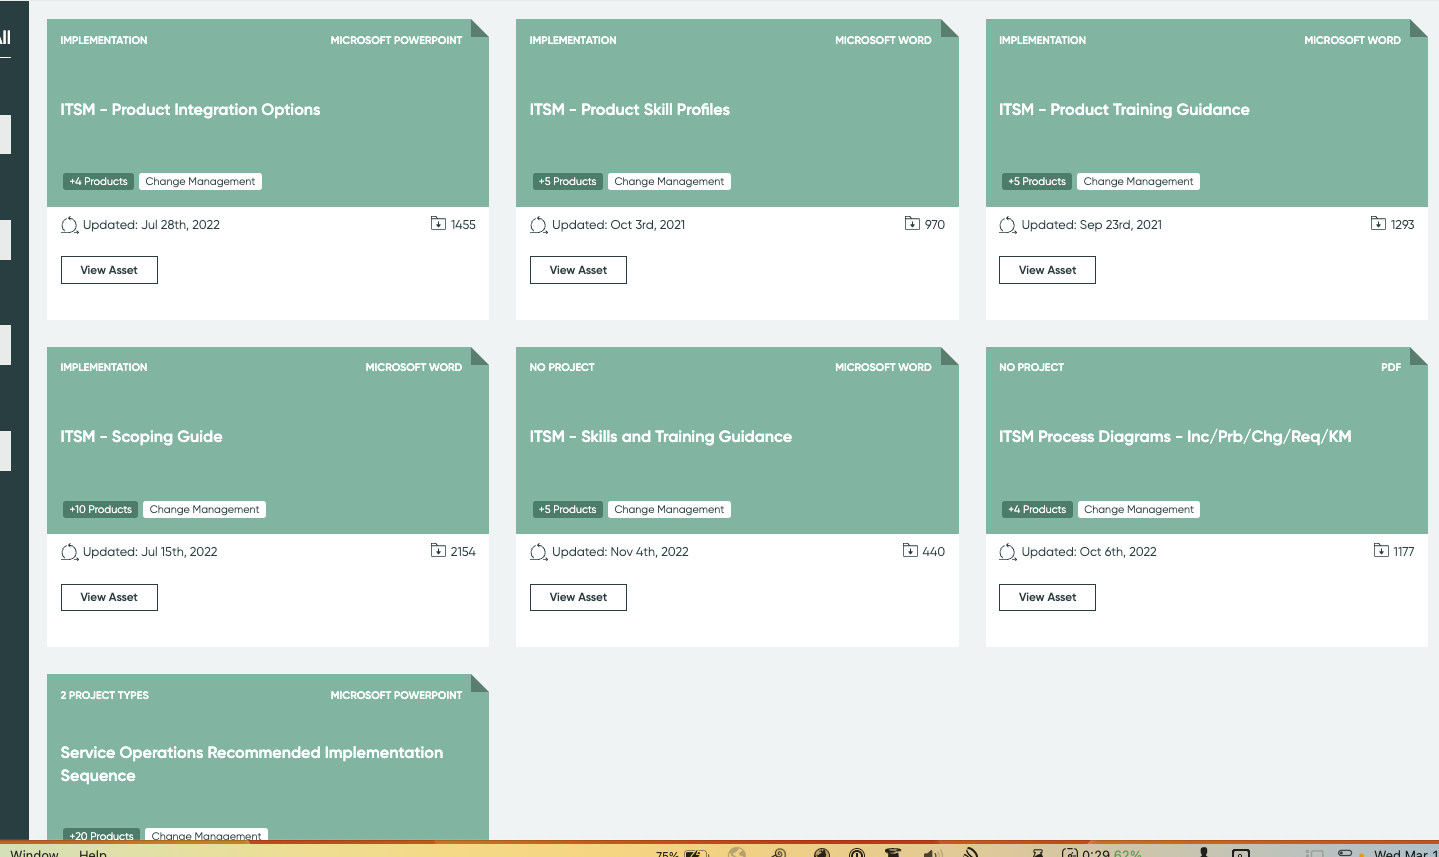 All
IMPLEMENTATION MICROSOFT POWERPOINT
ITSM - Product Integration Options
+4 Products Change Management
Updated: Jul 28th, 2022 1455
View Asset
IMPLEMENTATION MICROSOFT WORD
ITSM - Product Skill Profiles
+5 Products Change Management
Updated: Oct 3rd, 2021 970
View Asset
IMPLEMENTATION MICROSOFT WORD
ITSM - Product Training Guidance
+5 Products Change Management
Updated: Sep 23rd, 2021 1293
View Asset
IMPLEMENTATION MICROSOFT WORD
ITSM - Scoping Guide
+10 Products Change Management
Updated: Jul 15th, 2022 2154
View Asset
NO PROJECT MICROSOFT WORD
ITSM - Skills and Training Guidance
+5 Products Change Management
Updated: Nov 4th, 2022 440
View Asset
NO PROJECT PDF
ITSM Process Diagrams - Inc/Prb/Chg/Req/KM
+4 Products Change Management
Updated: Oct 6th, 2022 1177
View Asset
2 PROJECT TYPES MICROSOFT POWERPOINT
Service Operations Recommended Implementation
Sequence
+20 Products Change Management
Window Help 75% 0:29 62% Wed Mar 1